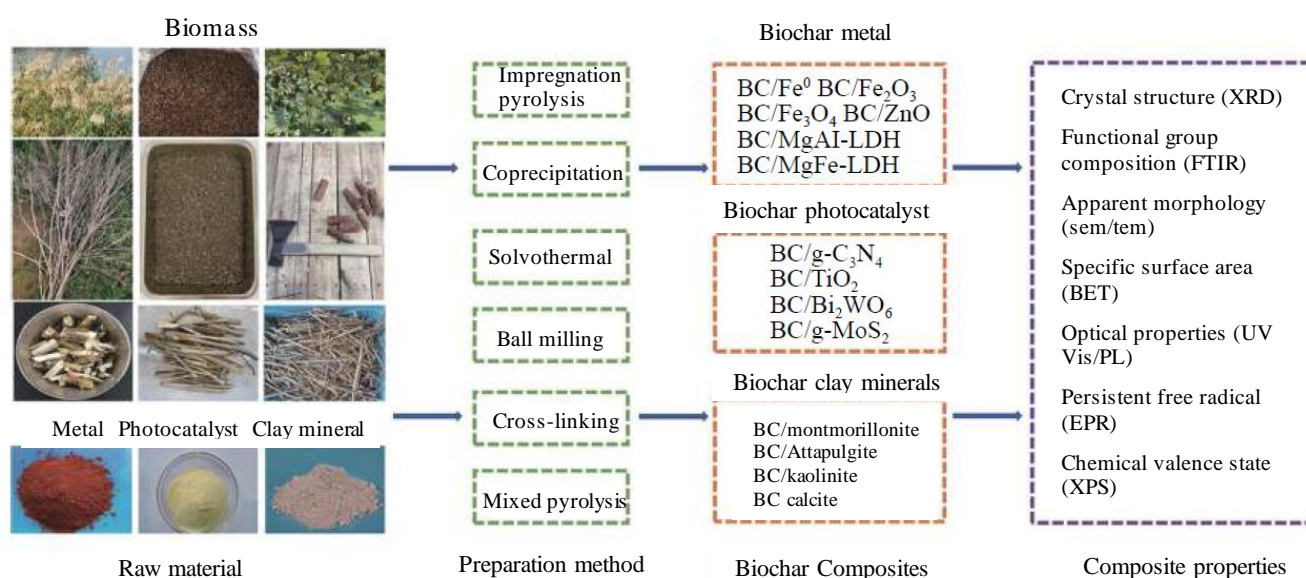 Biomass
Metal Photocatalyst Clay mineral
Raw material
Impregnation
pyrolysis
Coprecipitation
Solvothermal
Ball milling
Cross-linking
Mixed pyrolysis
Preparation method
Biochar metal
BC/Fe⁰ BC/Fe₂O₃
BC/Fe₃O₄ BC/ZnO
BC/MgAI-LDH
BC/MgFe-LDH
Biochar photocatalyst
BC/g-C₃N₄
BC/TiO₂
BC/Bi₂WO₆
BC/g-MoS₂
Biochar clay minerals
BC/montmorillonite
BC/Attapulgite
BC/kaolinite
BC calcite
Biochar Composites
Crystal structure (XRD)
Functional group
composition (FTIR)
Apparent morphology
(sem/tem)
Specific surface area
(BET)
Optical properties (UV
Vis/PL)
Persistent free radical
(EPR)
Chemical valence state
(XPS)
Composite properties